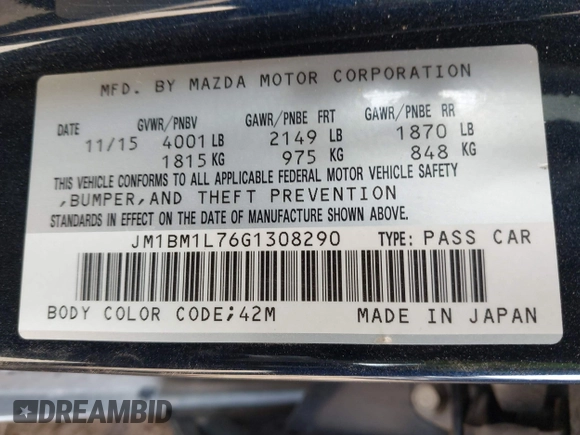 MFD. BY MAZDA MOTOR CORPORATION
DATE GVWR/PNBV GAWR/PNBE FRT GAWR/PNBE RR
11/15 4001 LB 2149 LB 1870 LB
1815 KG 975 KG 848 KG
THIS VEHICLE CONFORMS TO ALL APPLICABLE FEDERAL MOTOR VEHICLE SAFETY
,BUMPER,AND THEFT PREVENTION
STANDARDS IN EFFECT ON THE DATE OF MANUFACTURE SHOWN ABOVE.
JM1BM1L76G1308290 TYPE: PASS CAR
BODY COLOR CODE;42M MADE IN JAPAN
DREAMBID